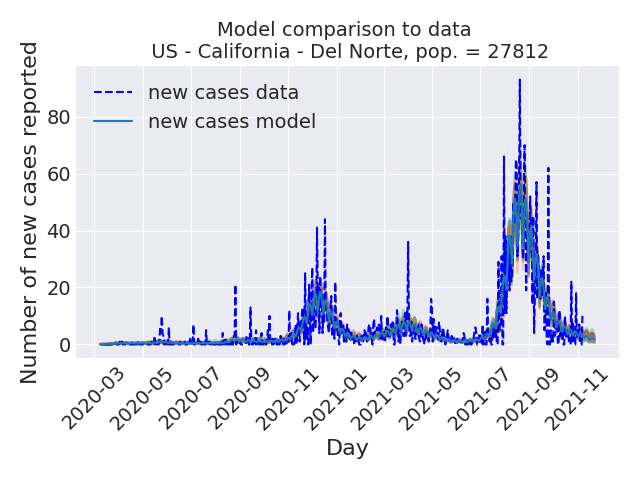 Model comparison to data
US - California - Del Norte, pop. = 27812
Number of new cases reported
new cases data
new cases model
80
60
40
20
0
2020-03
2020-05
2020-07
2020-09
2020-11
2021-01
2021-03
2021-05
2021-07
2021-09
2021-11
Day